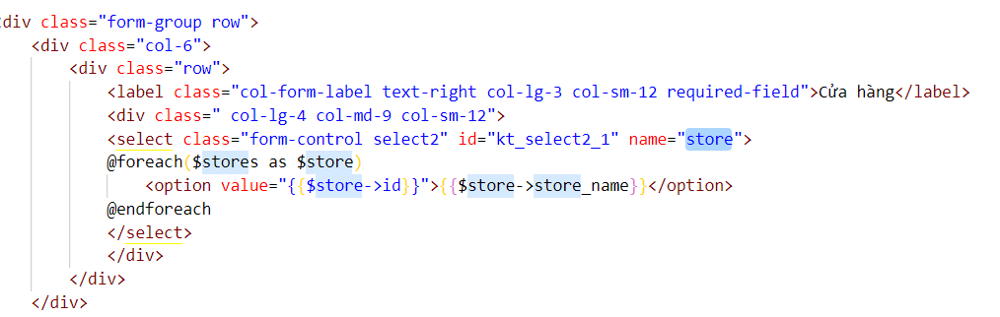 div class="form-group row">
<div class="col-6">
<div class="row">
<label class="col-form-label text-right col-lg-3 col-sm-12 required-field">Cửa hàng</label>
<div class=" col-lg-4 col-md-9 col-sm-12">
<select class="form-control select2" id="kt_select2_1" name="store">
@foreach($stores as $store)
<option value="{{$store->id}}">{{$store->store_name}}</option>
@endforeach
</select>
</div>
</div>
</div>